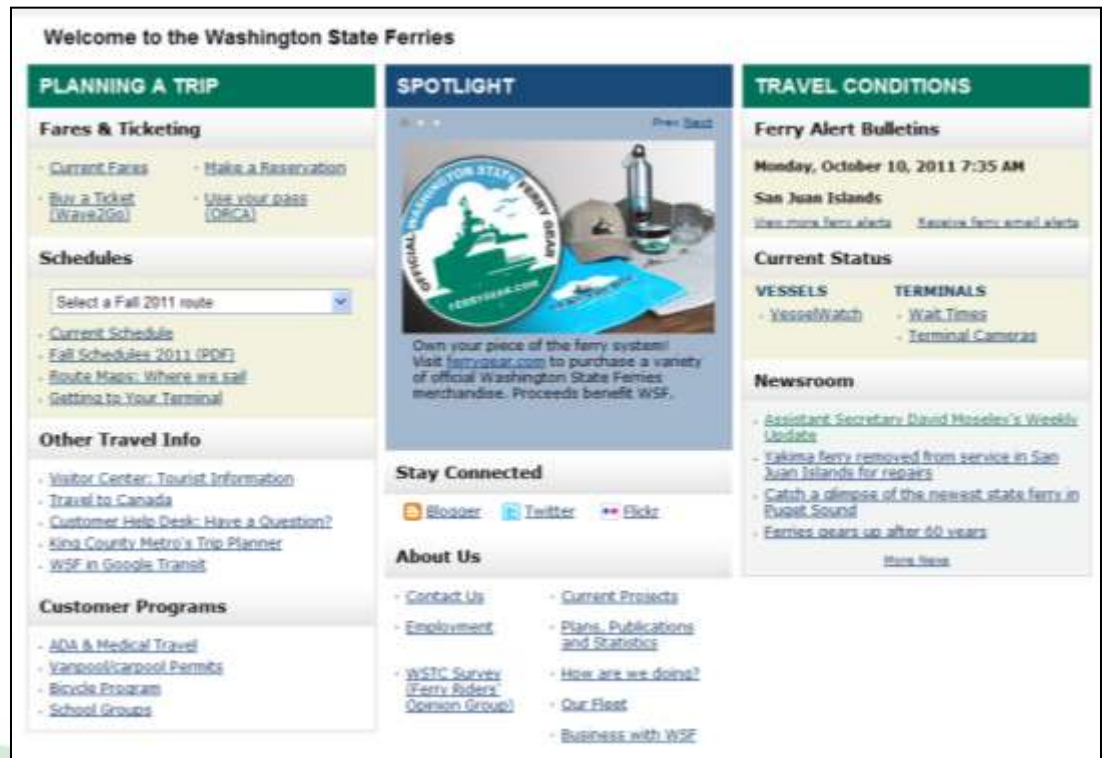 Welcome to the Washington State Ferries
PLANNING A TRIP
Fares & Ticketing
Current Fares
Make a Reservation
Buy a Ticket
(Wave2Go)
Use your pass
(ORCA)
Schedules
Select a Fall 2011 route
Current Schedule
Fall Schedules 2011 (PDF)
Route Maps: Where we sail
Getting to Your Terminal
Other Travel Info
Visitor Center: Tourist Information
Travel to Canada
Customer Help Desk: Have a Question?
King County Metro's Trip Planner
WSF in Google Transit
Customer Programs
ADA & Medical Travel
Vanpool/carpool Permits
Bicycle Program
School Groups
SPOTLIGHT
Prev Next
OFFICIAL WASHINGTON STATE FERRY GEAR
FERRYGEAR.COM
Own your piece of the ferry system!
Visit ferrygear.com to purchase a variety
of official Washington State Ferries
merchandise. Proceeds benefit WSF.
Stay Connected
Blogger Twitter Flickr
About Us
Contact Us
Current Projects
Employment
Plans, Publications
and Statistics
WSTC Survey
(Ferry Riders'
Opinion Group)
How are we doing?
Our Fleet
Business with WSF
TRAVEL CONDITIONS
Ferry Alert Bulletins
Monday, October 10, 2011 7:35 AM
San Juan Islands
View more ferry alerts Receive ferry email alerts
Current Status
VESSELS
VesselWatch
TERMINALS
Wait Times
Terminal Cameras
Newsroom
Assistant Secretary David Moseley's Weekly
Update
Yakima ferry removed from service in San
Juan Islands for repairs
Catch a glimpse of the newest state ferry in
Puget Sound
Ferries gears up after 60 years
More News